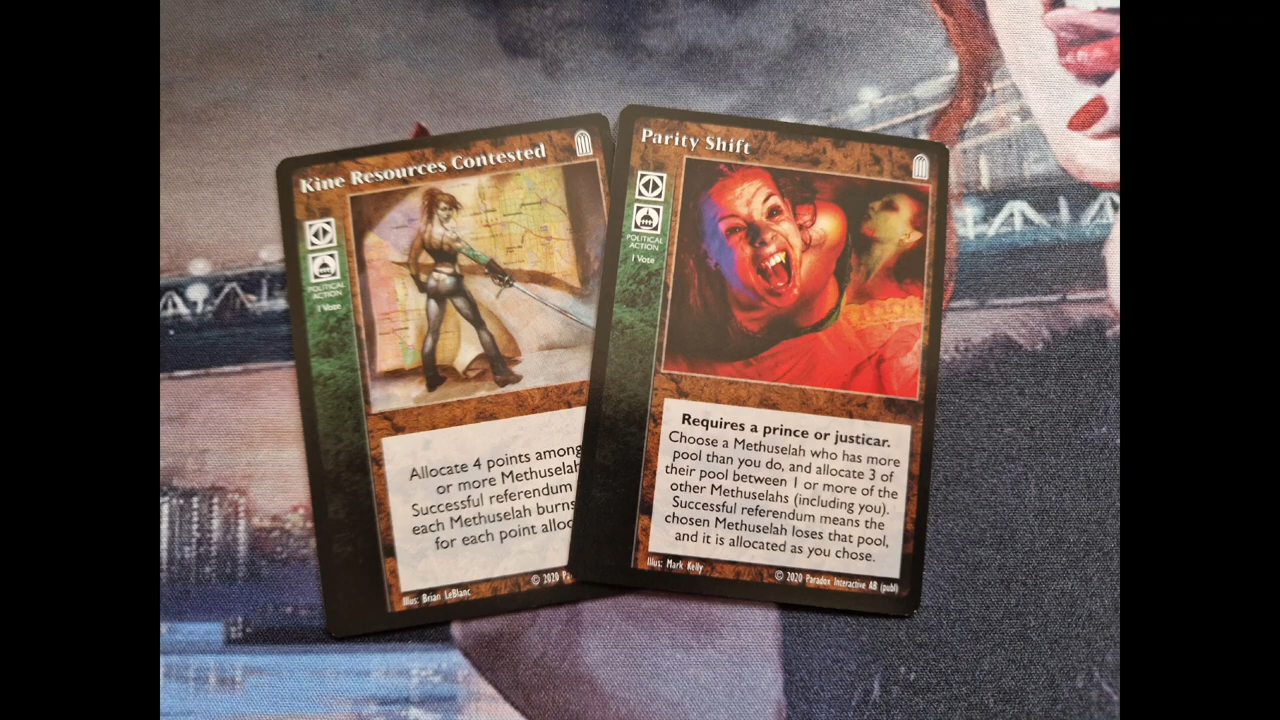 Kine Resources Contested
POLITICAL
ACTION
1 Vote
Allocate 4 points among
or more Methuselah
Successful referendum
each Methuselah burns
for each point alloc
Illus: Brian LeBlanc
© 2020 Pa
Parity Shift
POLITICAL
ACTION
1 Vote
Requires a prince or justicar.
Choose a Methuselah who has more
pool than you do, and allocate 3 of
their pool between 1 or more of the
other Methuselahs (including you).
Successful referendum means the
chosen Methuselah loses that pool,
and it is allocated as you chose.
Illus: Mark Kelly
© 2020 Paradox Interactive AB (publ)